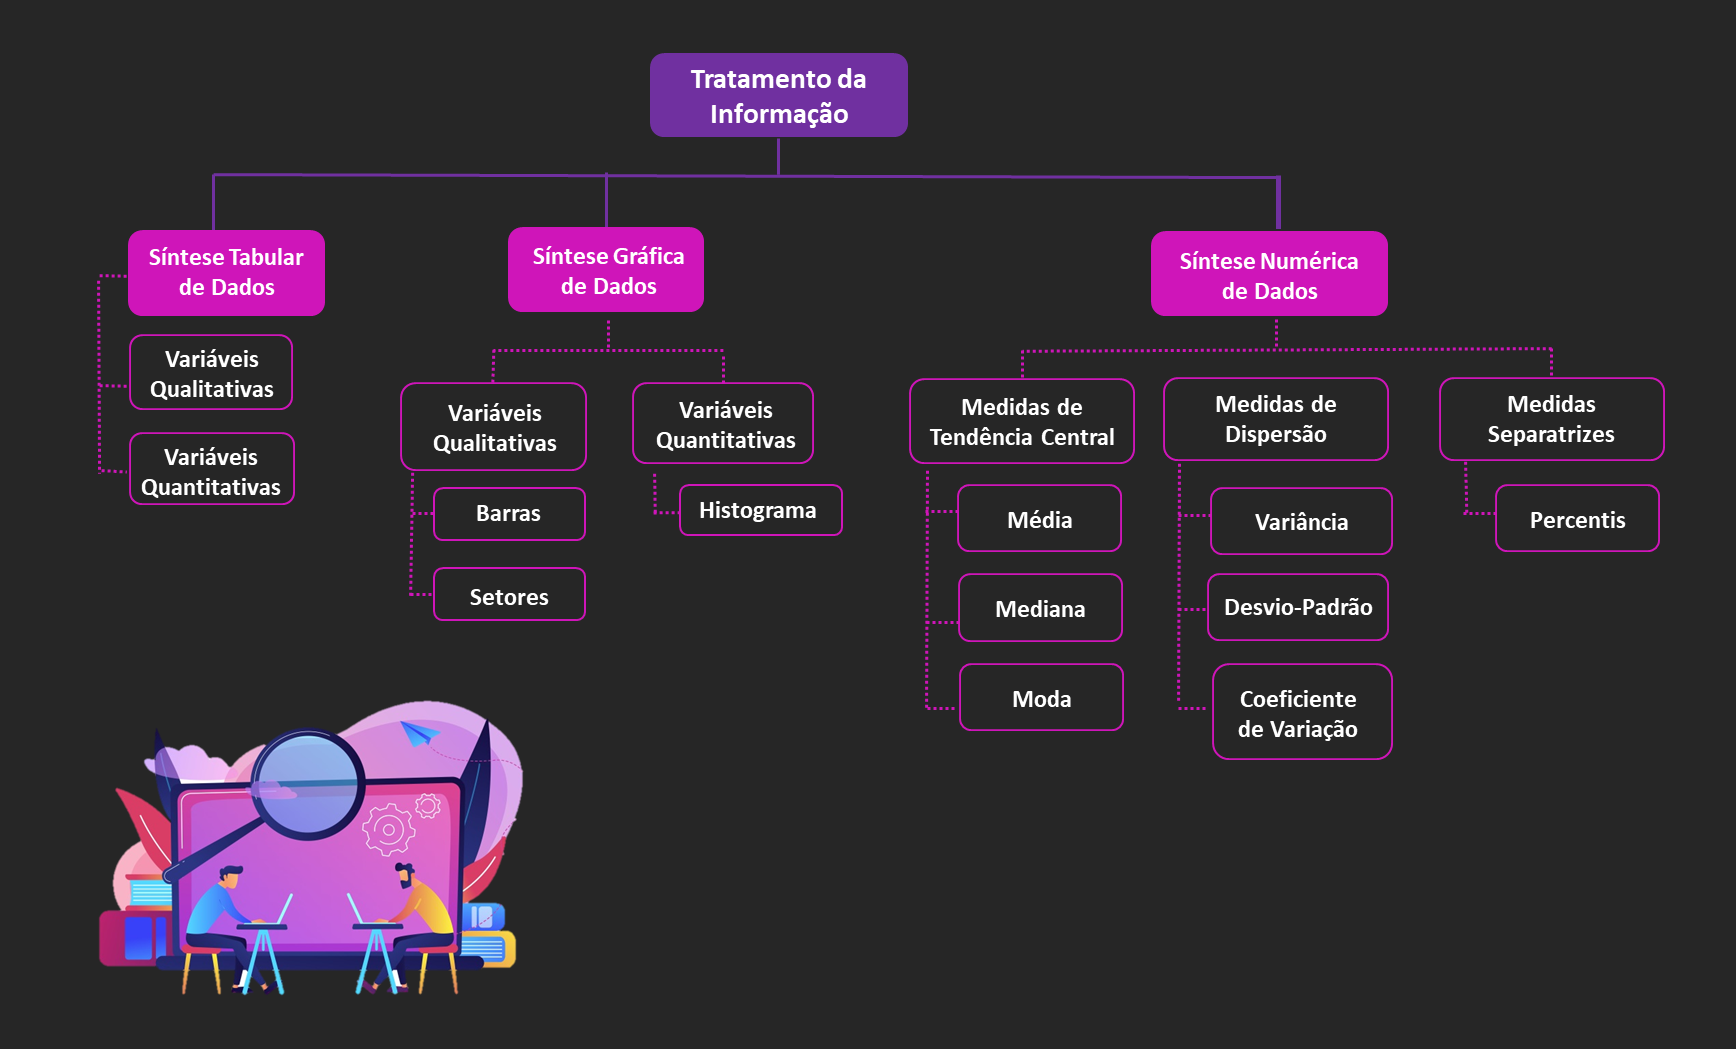 Tratamento da
Informação
Síntese Tabular
de Dados
Variáveis
Qualitativas
Variáveis
Quantitativas
Síntese Gráfica
de Dados
Variáveis
Qualitativas
Barras
Setores
Variáveis
Quantitativas
Histograma
Síntese Numérica
de Dados
Medidas de
Tendência Central
Média
Mediana
Moda
Medidas de
Dispersão
Variância
Desvio-Padrão
Coeficiente
de Variação
Medidas
Separatrizes
Percentis